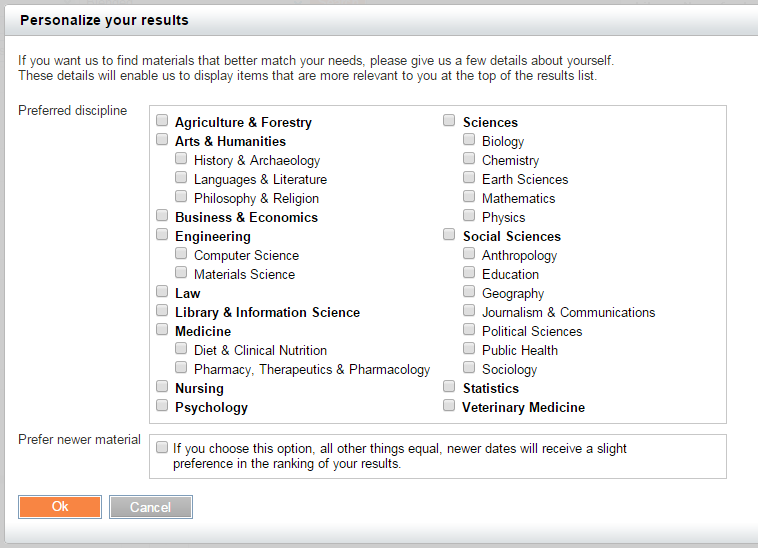 Personalize your results
If you want us to find materials that better match your needs, please give us a few details about yourself.
These details will enable us to display items that are more relevant to you at the top of the results list.
Preferred discipline
Agriculture & Forestry
Arts & Humanities
History & Archaeology
Languages & Literature
Philosophy & Religion
Business & Economics
Engineering
Computer Science
Materials Science
Law
Library & Information Science
Medicine
Diet & Clinical Nutrition
Pharmacy, Therapeutics & Pharmacology
Nursing
Psychology
Sciences
Biology
Chemistry
Earth Sciences
Mathematics
Physics
Social Sciences
Anthropology
Education
Geography
Journalism & Communications
Political Sciences
Public Health
Sociology
Statistics
Veterinary Medicine
Prefer newer material
If you choose this option, all other things equal, newer dates will receive a slight
preference in the ranking of your results.
Ok
Cancel